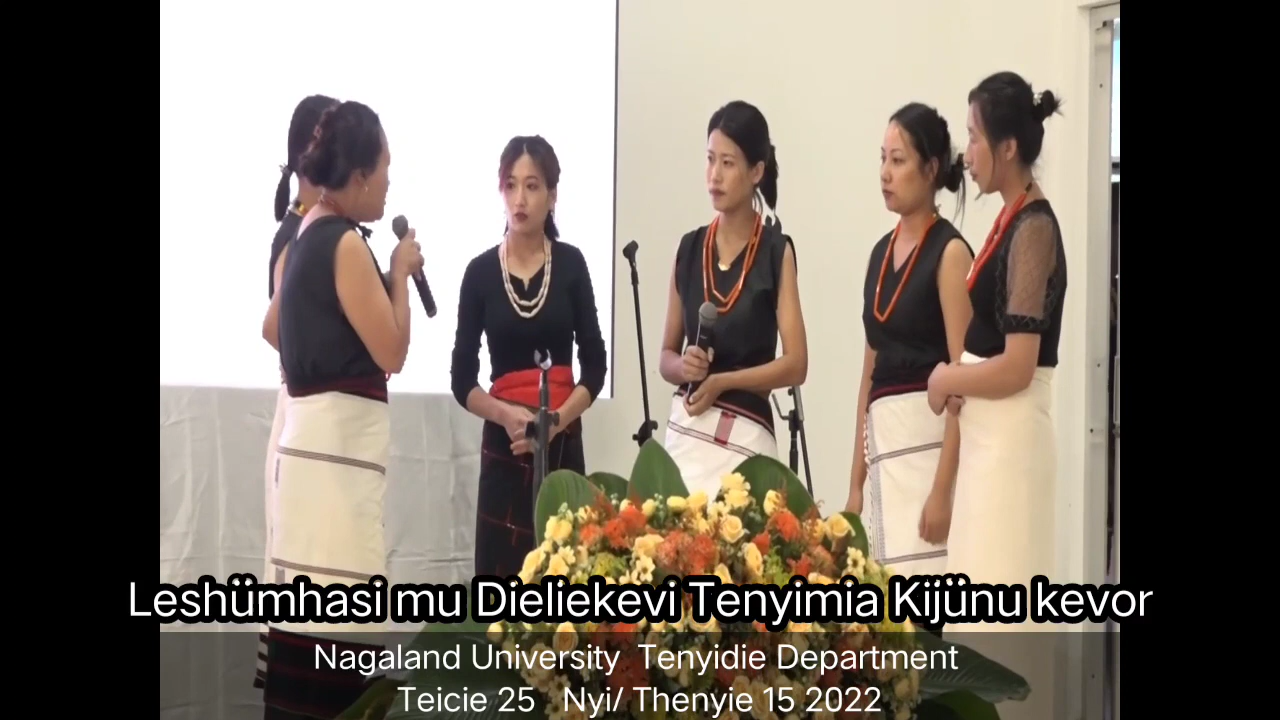 Leshümhasi mu Dieliekevi Tenyimia Kijünu kevor
Nagaland University Tenyidie Department
Teicie 25 Nyi/ Thenyie 15 2022